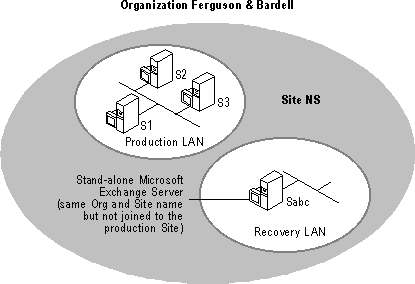 Organization Ferguson & Bardell
Site NS
S2
S3
S1
Production LAN
Stand-alone Microsoft
Exchange Server
(same Org and Site name
but not joined to the
production Site)
Sabc
Recovery LAN